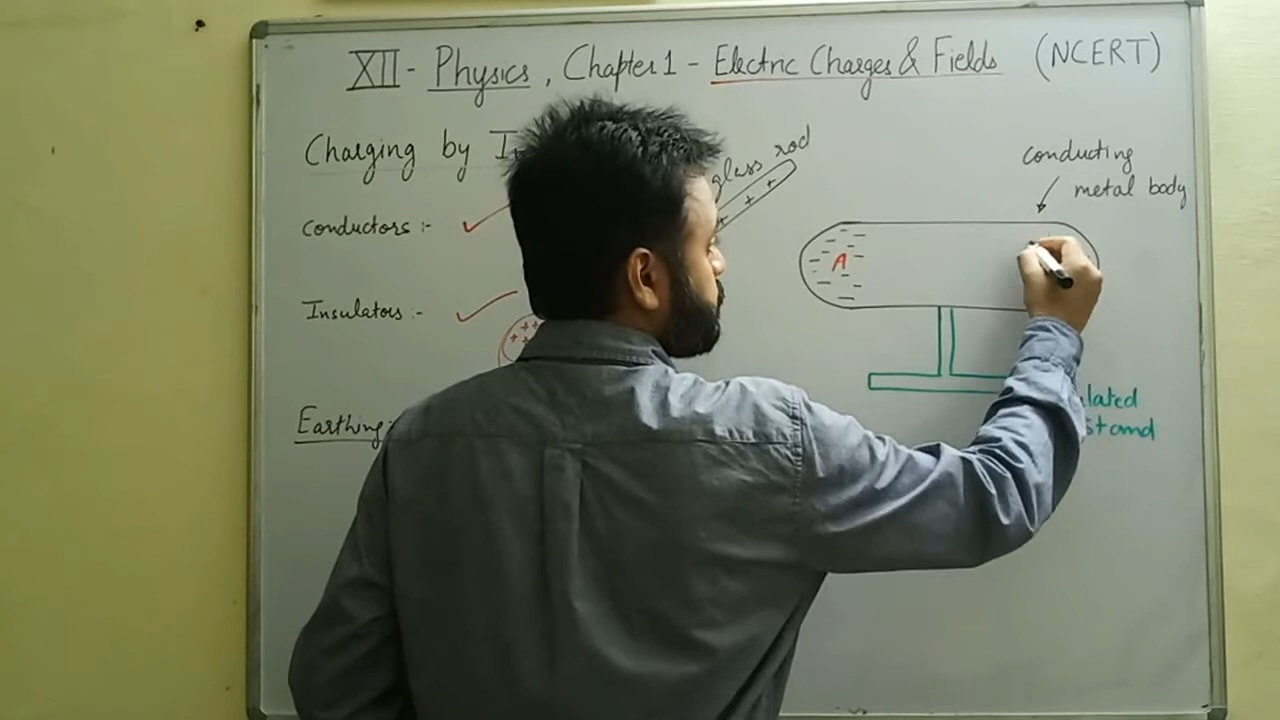 XII - Physics, Chapter 1 - Electric Charges & Fields (NCERT)
Charging by
glass rod
+ + +
conducting
metal body
Conductors :-
A
Insulators :-
+ + +
Earthing:
stand